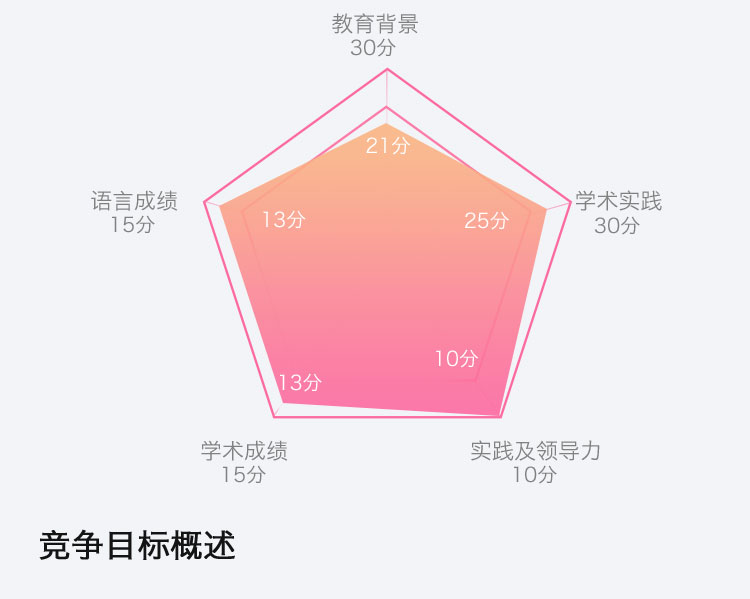 教育背景
30分
21分
语言成绩
15分
13分
25分
学术实践
30分
10分
13分
学术成绩
15分
实践及领导力
10分
竞争目标概述